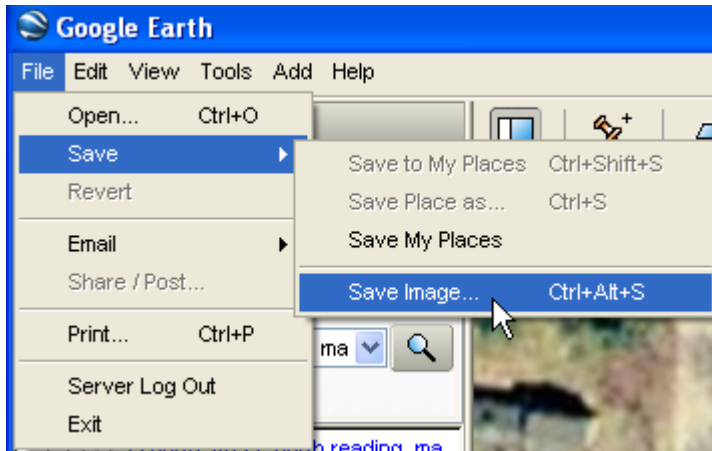 Google Earth
File Edit View Tools Add Help
Open... Ctrl+O
Save
Revert
Email
Share / Post...
Print... Ctrl+P
Server Log Out
Exit
Save to My Places Ctrl+Shift+S
Save Place as... Ctrl+S
Save My Places
Save Image... Ctrl+Alt+S
ma
reading, ma